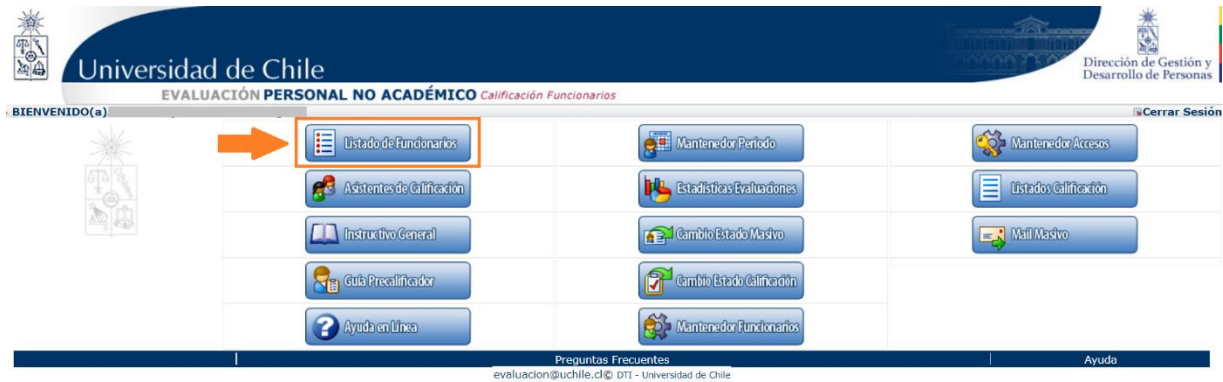 Universidad de Chile
Dirección de Gestión y
Desarrollo de Personas
EVALUACIÓN PERSONAL NO ACADÉMICO Calificación Funcionarios
BIENVENIDO(a)
Cerrar Sesión
Listado de Funcionarios
Mantenedor Periodo
Mantenedor Accesos
Asistentes de Calificación
Estadísticas Evaluaciones
Listados Calificación
Instructivo General
Cambio Estado Masivo
Mail Masivo
Guía Precalificador
Cambio Estado Calificación
Ayuda en Línea
Mantenedor Funcionarios
Preguntas Frecuentes
Ayuda
evaluacion@uchile.cl© DTI - Universidad de Chile